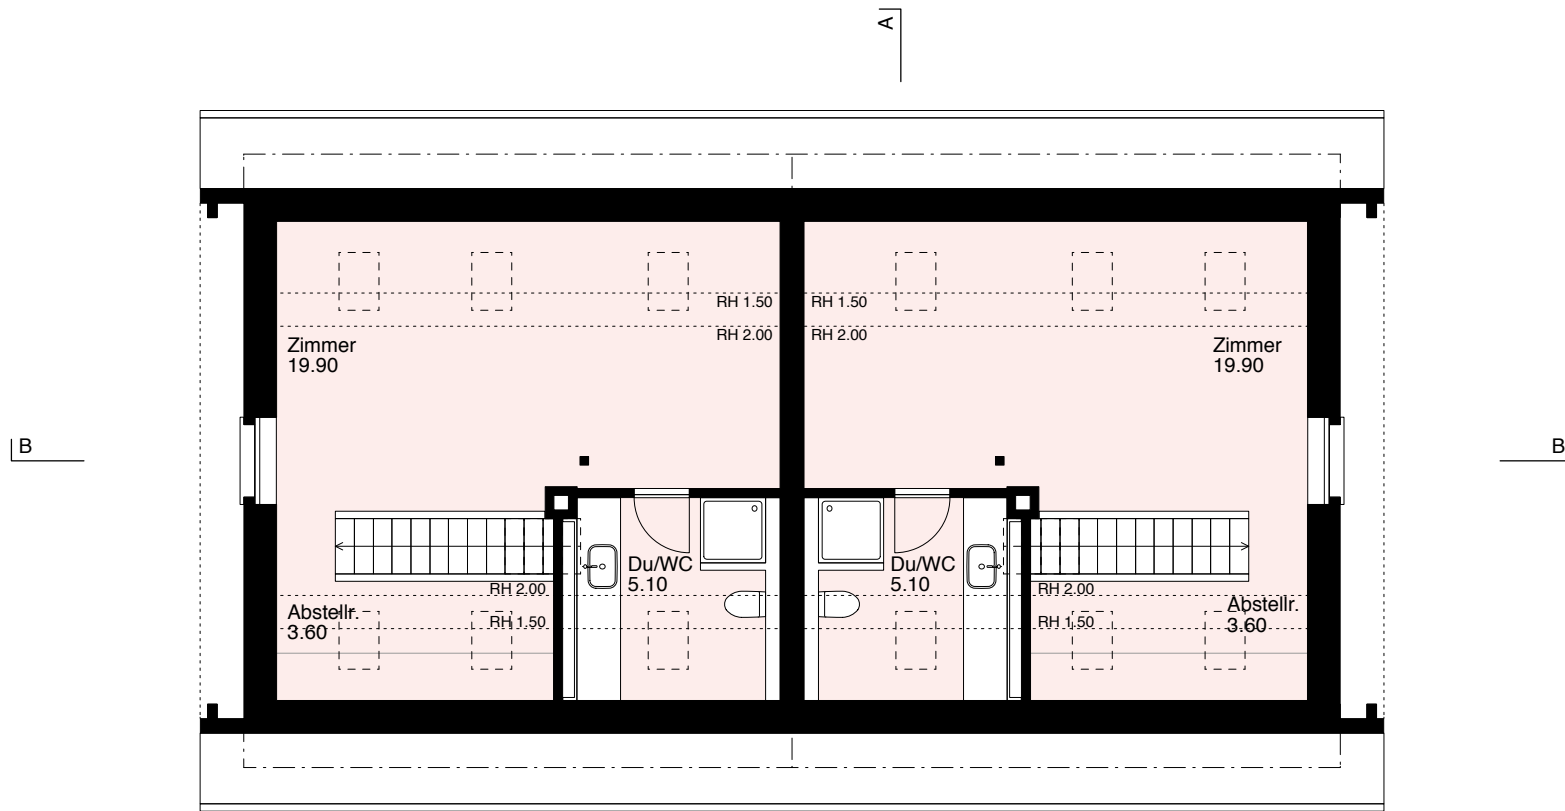 A
RH 1.50
RH 1.50
RH 2.00
RH 2.00
Zimmer
19.90
Zimmer
19.90
B
B
Du/WC
5.10
Du/WC
5.10
RH 2.00
RH 2.00
Abstellr.
3.60
Abstellr.
3.60
RH 1.50
RH 1.50